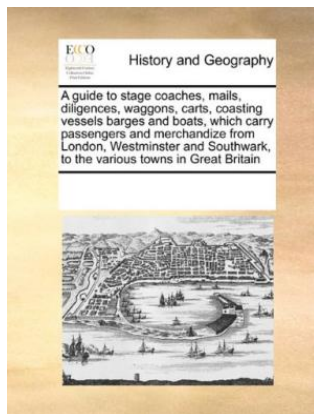 ECCO
History and Geography
A guide to stage coaches, mails,
diligences, waggons, carts, coasting
vessels barges and boats, which carry
passengers and merchandize from
London, Westminster and Southwark,
to the various towns in Great Britain